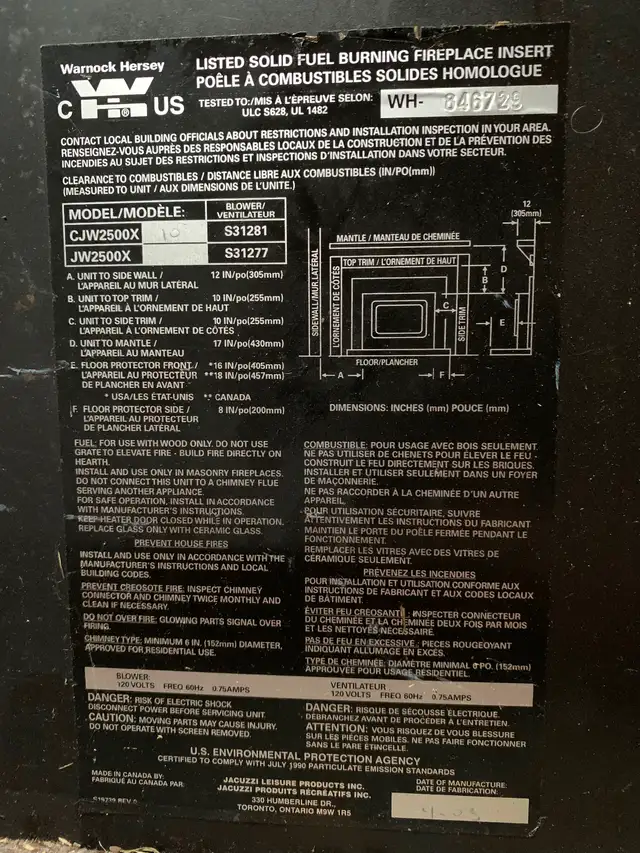 Warnock Hersey
C US
LISTED SOLID FUEL BURNING FIREPLACE INSERT
POÊLE À COMBUSTIBLES SOLIDES HOMOLOGUE
TESTED TO:/MIS À L'ÉPREUVE SELON:
ULC S628, UL 1482
WH- 846729
CONTACT LOCAL BUILDING OFFICIALS ABOUT RESTRICTIONS AND INSTALLATION INSPECTION IN YOUR AREA.
RENSEIGNEZ-VOUS AUPRÈS DES RESPONSABLES LOCAUX DE LA CONSTRUCTION ET DE LA PRÉVENTION DES
INCENDIES AU SUJET DES RESTRICTIONS ET INSPECTIONS D'INSTALLATION DANS VOTRE SECTEUR.
CLEARANCE TO COMBUSTIBLES / DISTANCE LIBRE AUX COMBUSTIBLES (IN/PO(mm))
(MEASURED TO UNIT / AUX DIMENSIONS DE L'UNITE.)
MODEL/MODÈLE: BLOWER/
VENTILATEUR
CJW2500X 10 S31281
JW2500X S31277
A. UNIT TO SIDE WALL / 12 IN/po(305mm)
L'APPAREIL AU MUR LATÉRAL
B. UNIT TO TOP TRIM / 10 IN/po(255mm)
L'APPAREIL À L'ORNEMENT DE HAUT
C. UNIT TO SIDE TRIM / 10 IN/po(255mm)
L'APPAREIL À L'ORNEMENT DE CÔTÉS
D. UNIT TO MANTLE / 17 IN/po(430mm)
L'APPAREIL AU MANTEAU
E. FLOOR PROTECTOR FRONT / *16 IN/po(405mm)
L'APPAREIL AU PROTECTEUR **18 IN/po(457mm)
DE PLANCHER EN AVANT
* USA/LES ÉTAT-UNIS *.* CANADA
F. FLOOR PROTECTOR SIDE / 8 IN/po(200mm)
L'APPAREIL AU PROTECTEUR
DE PLANCHER LATÉRAL
12
(305mm)
MANTLE / MANTEAU DE CHEMINÉE
TOP TRIM / L'ORNEMENT DE HAUT
SIDEWALL/MUR LATÉRAL
L'ORNEMENT DE CÔTÉS
SIDE TRIM
B
D
C
E
FLOOR/PLANCHER
A
F
DIMENSIONS: INCHES (mm) POUCE (mm)
FUEL: FOR USE WITH WOOD ONLY. DO NOT USE
GRATE TO ELEVATE FIRE - BUILD FIRE DIRECTLY ON
HEARTH.
INSTALL AND USE ONLY IN MASONRY FIREPLACES.
DO NOT CONNECT THIS UNIT TO A CHIMNEY FLUE
SERVING ANOTHER APPLIANCE.
FOR SAFE OPERATION, INSTALL IN ACCORDANCE
WITH MANUFACTURER'S INSTRUCTIONS.
KEEP HEATER DOOR CLOSED WHILE IN OPERATION.
REPLACE GLASS ONLY WITH CERAMIC GLASS.
PREVENT HOUSE FIRES
INSTALL AND USE ONLY IN ACCORDANCE WITH THE
MANUFACTURER'S INSTRUCTIONS AND LOCAL
BUILDING CODES.
PREVENT CREOSOTE FIRE: INSPECT CHIMNEY
CONNECTOR AND CHIMNEY TWICE MONTHLY AND
CLEAN IF NECESSARY.
DO NOT OVER FIRE: GLOWING PARTS SIGNAL OVER
FIRING.
CHIMNEY TYPE: MINIMUM 6 IN. (152mm) DIAMETER,
APPROVED FOR RESIDENTIAL USE.
COMBUSTIBLE: POUR USAGE AVEC BOIS SEULEMENT.
NE PAS UTILISER DE CHENETS POUR ÉLEVER LE FEU -
CONSTRUIT LE FEU DIRECTEMENT SUR LES BRIQUES.
INSTALLER ET UTILISER SEULEMENT DANS UN FOYER
DE MAÇONNERIE.
NE PAS RACCORDER À LA CHEMINÉE D'UN AUTRE
APPAREIL.
POUR UTILISATION SÉCURITAIRE, SUIVRE
ATTENTIVEMENT LES INSTRUCTIONS DU FABRICANT
MAINTIEN LE PORTE DU POÊLE FERMÉE PENDANT LE
FONCTIONNEMENT.
REMPLACER LES VITRES AVEC DES VITRES DE
CÉRAMIQUE SEULEMENT.
PRÉVENEZ LES INCENDIES
POUR INSTALLATION ET UTILISATION CONFORME AUX
INSTRUCTIONS DE FABRICANT ET AUX CODES LOCAUX
DE BÂTIMENT.
ÉVITER FEU CREOSANT : INSPECTER CONNECTEUR
DU CHEMINÉE ET LA CHEMINÉE DEUX FOIS PAR MOIS
ET LES NETTOYÉS NÉCESSAIRE.
PAS DE FEU EN EXCESSIVE : PIECES ROUGEOYANT
INDIQUANT ALLUMAGE EN EXCÈS.
TYPE DE CHEMINÉE: DIAMÈTRE MINIMAL 6 PO. (152mm)
APPROUVÉE POUR USAGE RÉSIDENTIEL.
BLOWER:
120 VOLTS FREQ 60Hz 0.75AMPS
VENTILATEUR
120 VOLTS FREQ 60Hz 0.75AMPS
DANGER: RISK OF ELECTRIC SHOCK
DISCONNECT POWER BEFORE SERVICING UNIT.
CAUTION: MOVING PARTS MAY CAUSE INJURY.
DO NOT OPERATE WITH SCREEN REMOVED.
DANGER: RISQUE DE SÉCOUSSE ÉLECTRIQUE.
DÉBRANCHEZ AVANT DE PROCÉDER À L'ENTRETIEN.
ATTENTION: VOUS RISQUEZ DE VOUS BLESSURE
SUR LES PIÈCES MOBILES. NE PAS FAIRE FONCTIONNER
SANS LE PARE ÉTINCELLE.
U.S. ENVIRONMENTAL PROTECTION AGENCY
CERTIFIED TO COMPLY WITH JULY 1990 PARTICULATE EMISSION STANDARDS
MADE IN CANADA BY:
FABRIQUÉ AU CANADA PAR:
JACUZZI LEISURE PRODUCTS INC.
JACUZZI PRODUITS RÉCRÉATIFS INC.
330 HUMBERLINE DR.,
TORONTO, ONTARIO M9W 1R5
DATE OF MANUFACTURE:
DATE DE FABRICATION: